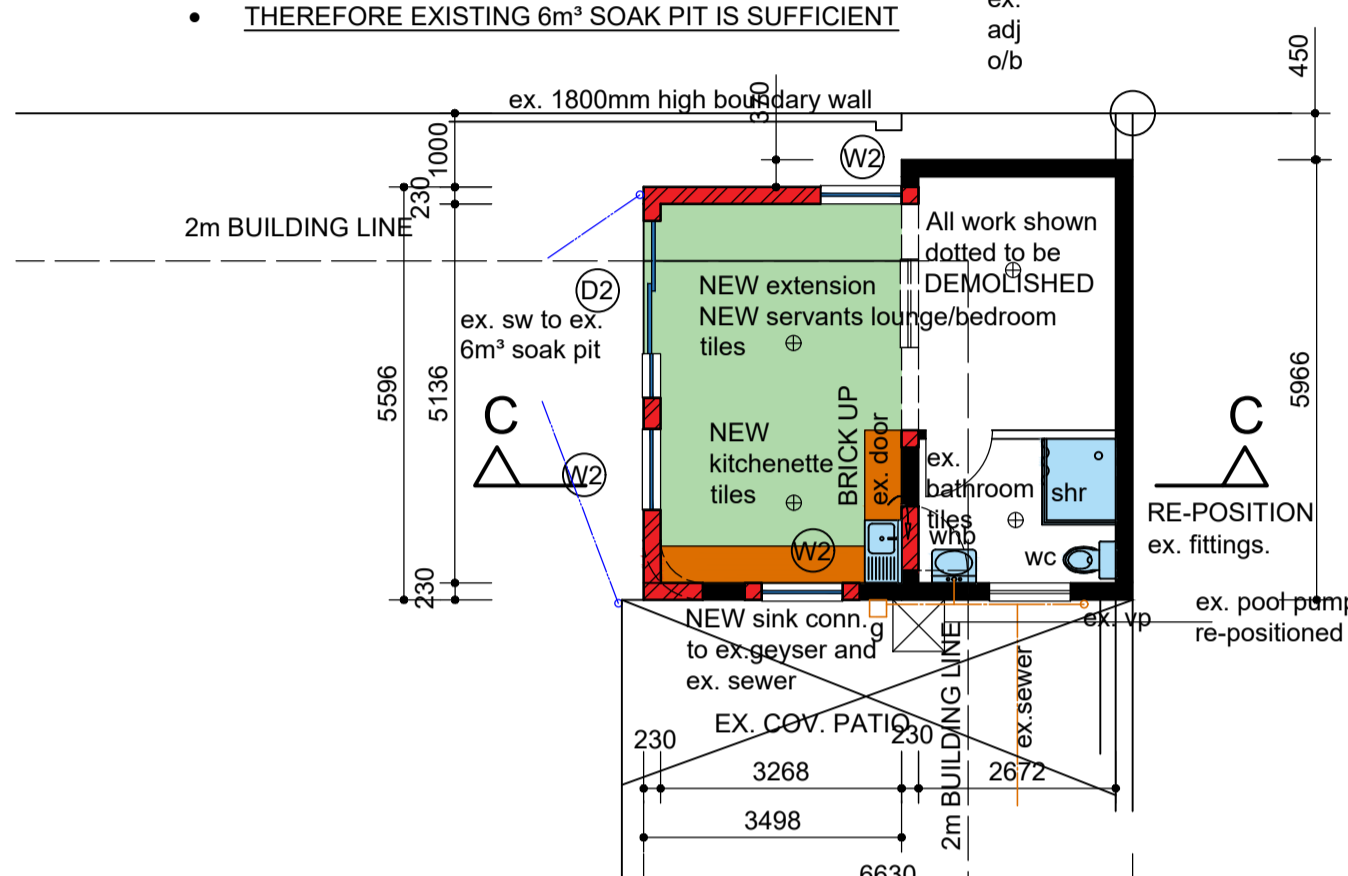 • THEREFORE EXISTING 6m³ SOAK PIT IS SUFFICIENT
ex.
adj
o/b
450
ex. 1800mm high boundary wall
370
1000
W2
230
2m BUILDING LINE
All work shown
dotted to be
DEMOLISHED
D2
NEW extension
NEW servants lounge/bedroom
tiles
ex. sw to ex.
6m³ soak pit
5596
5136
5966
C
C
NEW
kitchenette
tiles
BRICK UP
ex. door
ex.
bathroom
tiles
shr
W2
RE-POSITION
ex. fittings.
whb
wc
W2
230
NEW sink conn.
to ex.geyser and
ex. sewer
g
ex. vp
ex. pool pump
re-positioned
2m BUILDING LINE
ex.sewer
EX. COV. PATIO
230
230
3268
2672
3498
6630